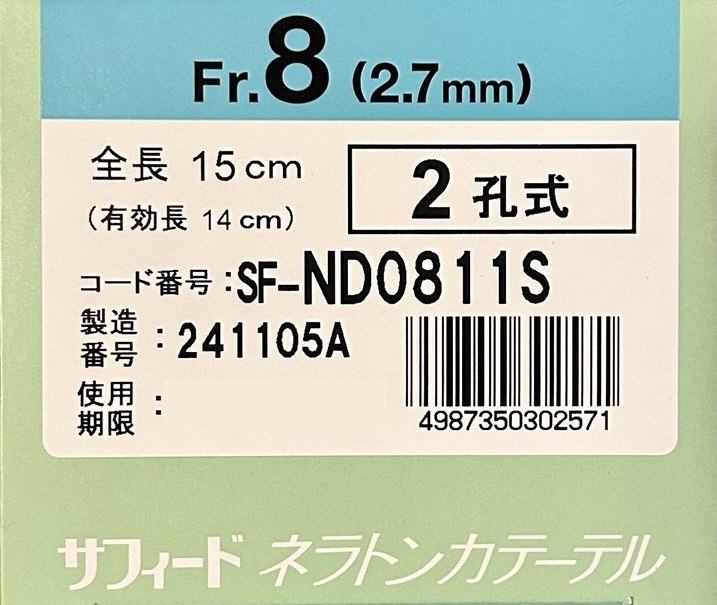 Fr.8 (2.7mm)
全長 15cm
(有効長 14cm)
2孔式
コード番号:SF-ND0811S
製造番号:241105A
使用期限:
4987350302571
サフィード ネラトンカテーテル